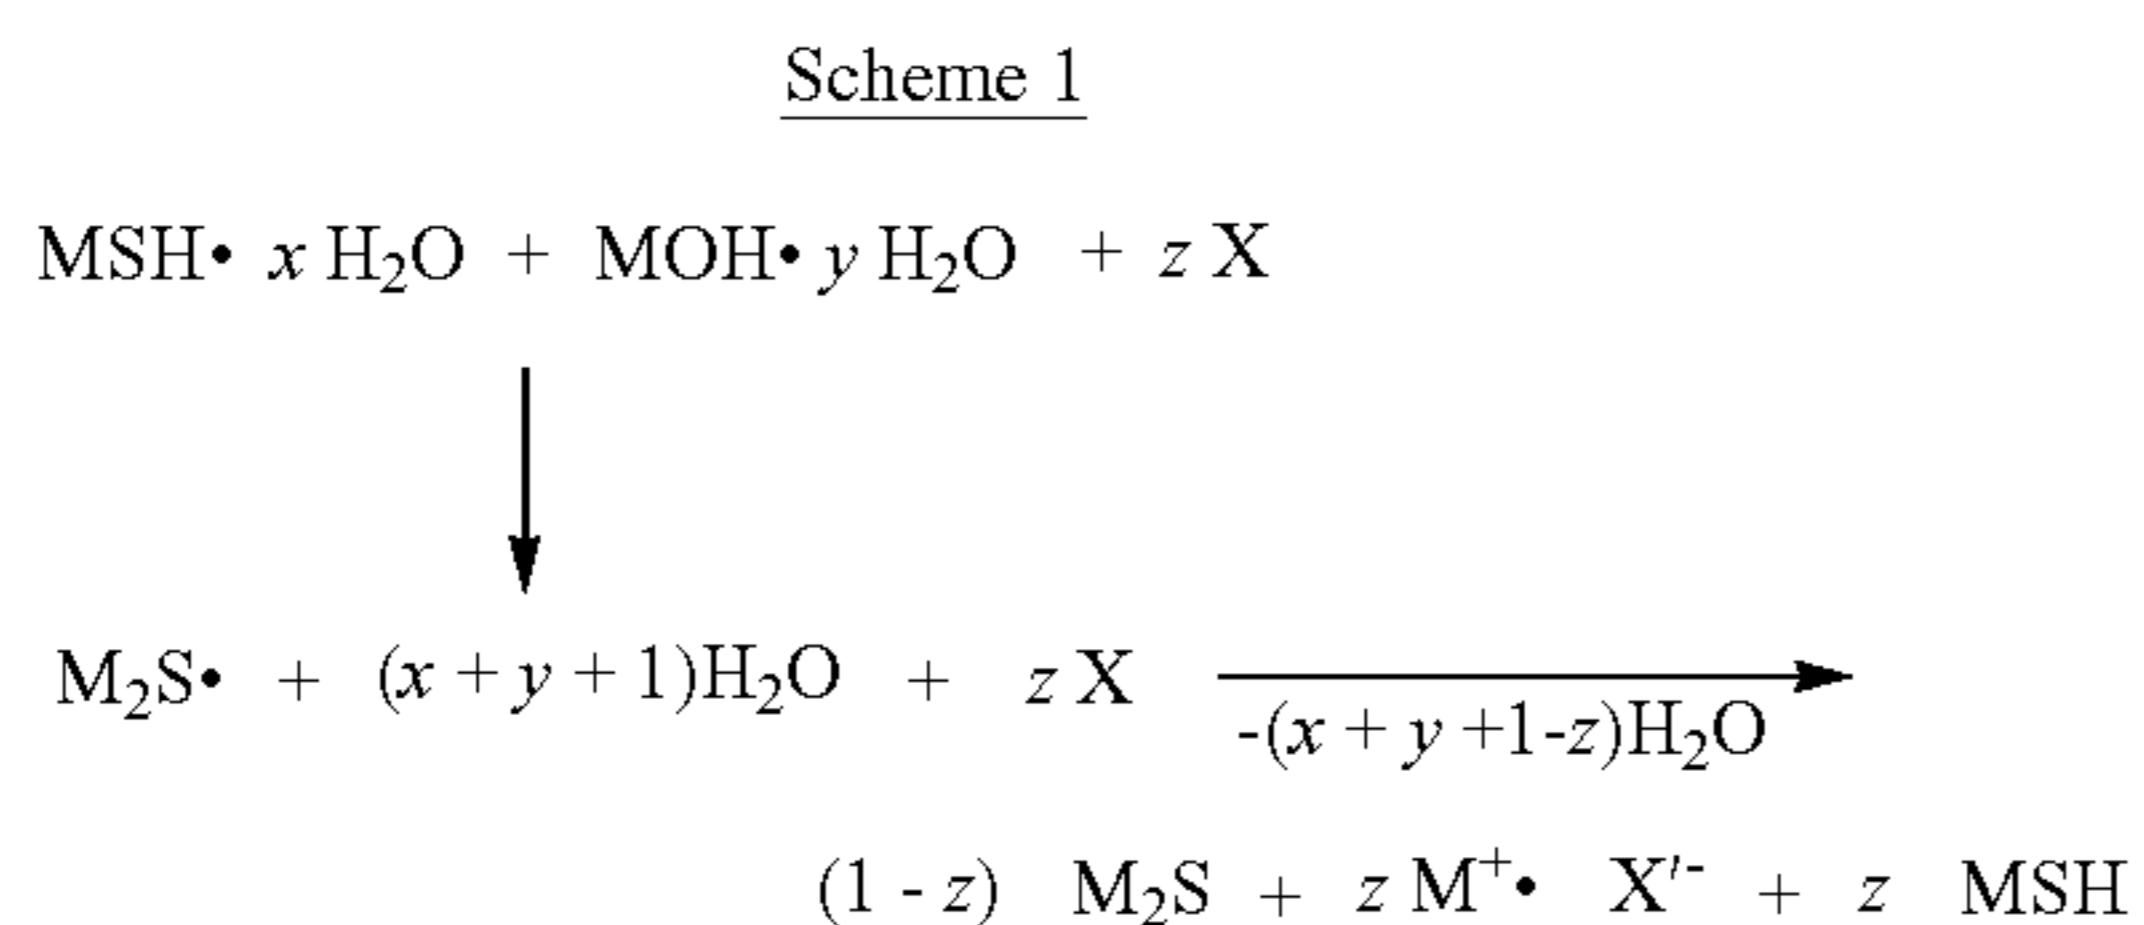 Scheme 1
MSH• x H₂O + MOH• y H₂O + z X
M₂S• + (x + y + 1)H₂O + z X
-(x + y +1-z)H₂O
(1 - z) M₂S + z M⁺• X'⁻ + z MSH